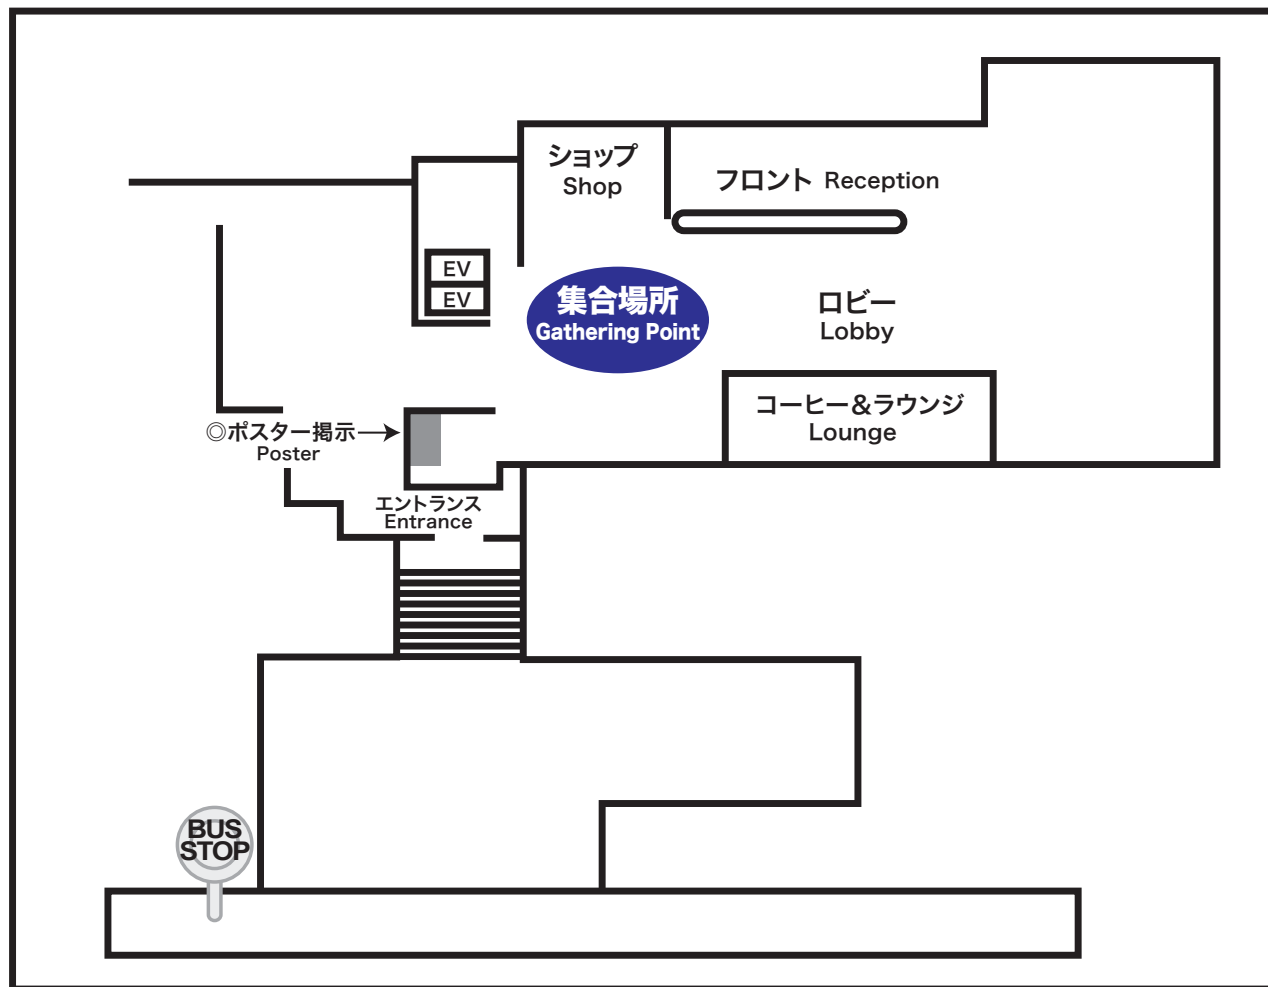 ショップ
Shop
フロント Reception
EV
EV
集合場所
Gathering Point
ロビー
Lobby
コーヒー&ラウンジ
Lounge
◎ポスター掲示
Poster
エントランス
Entrance
BUS
STOP